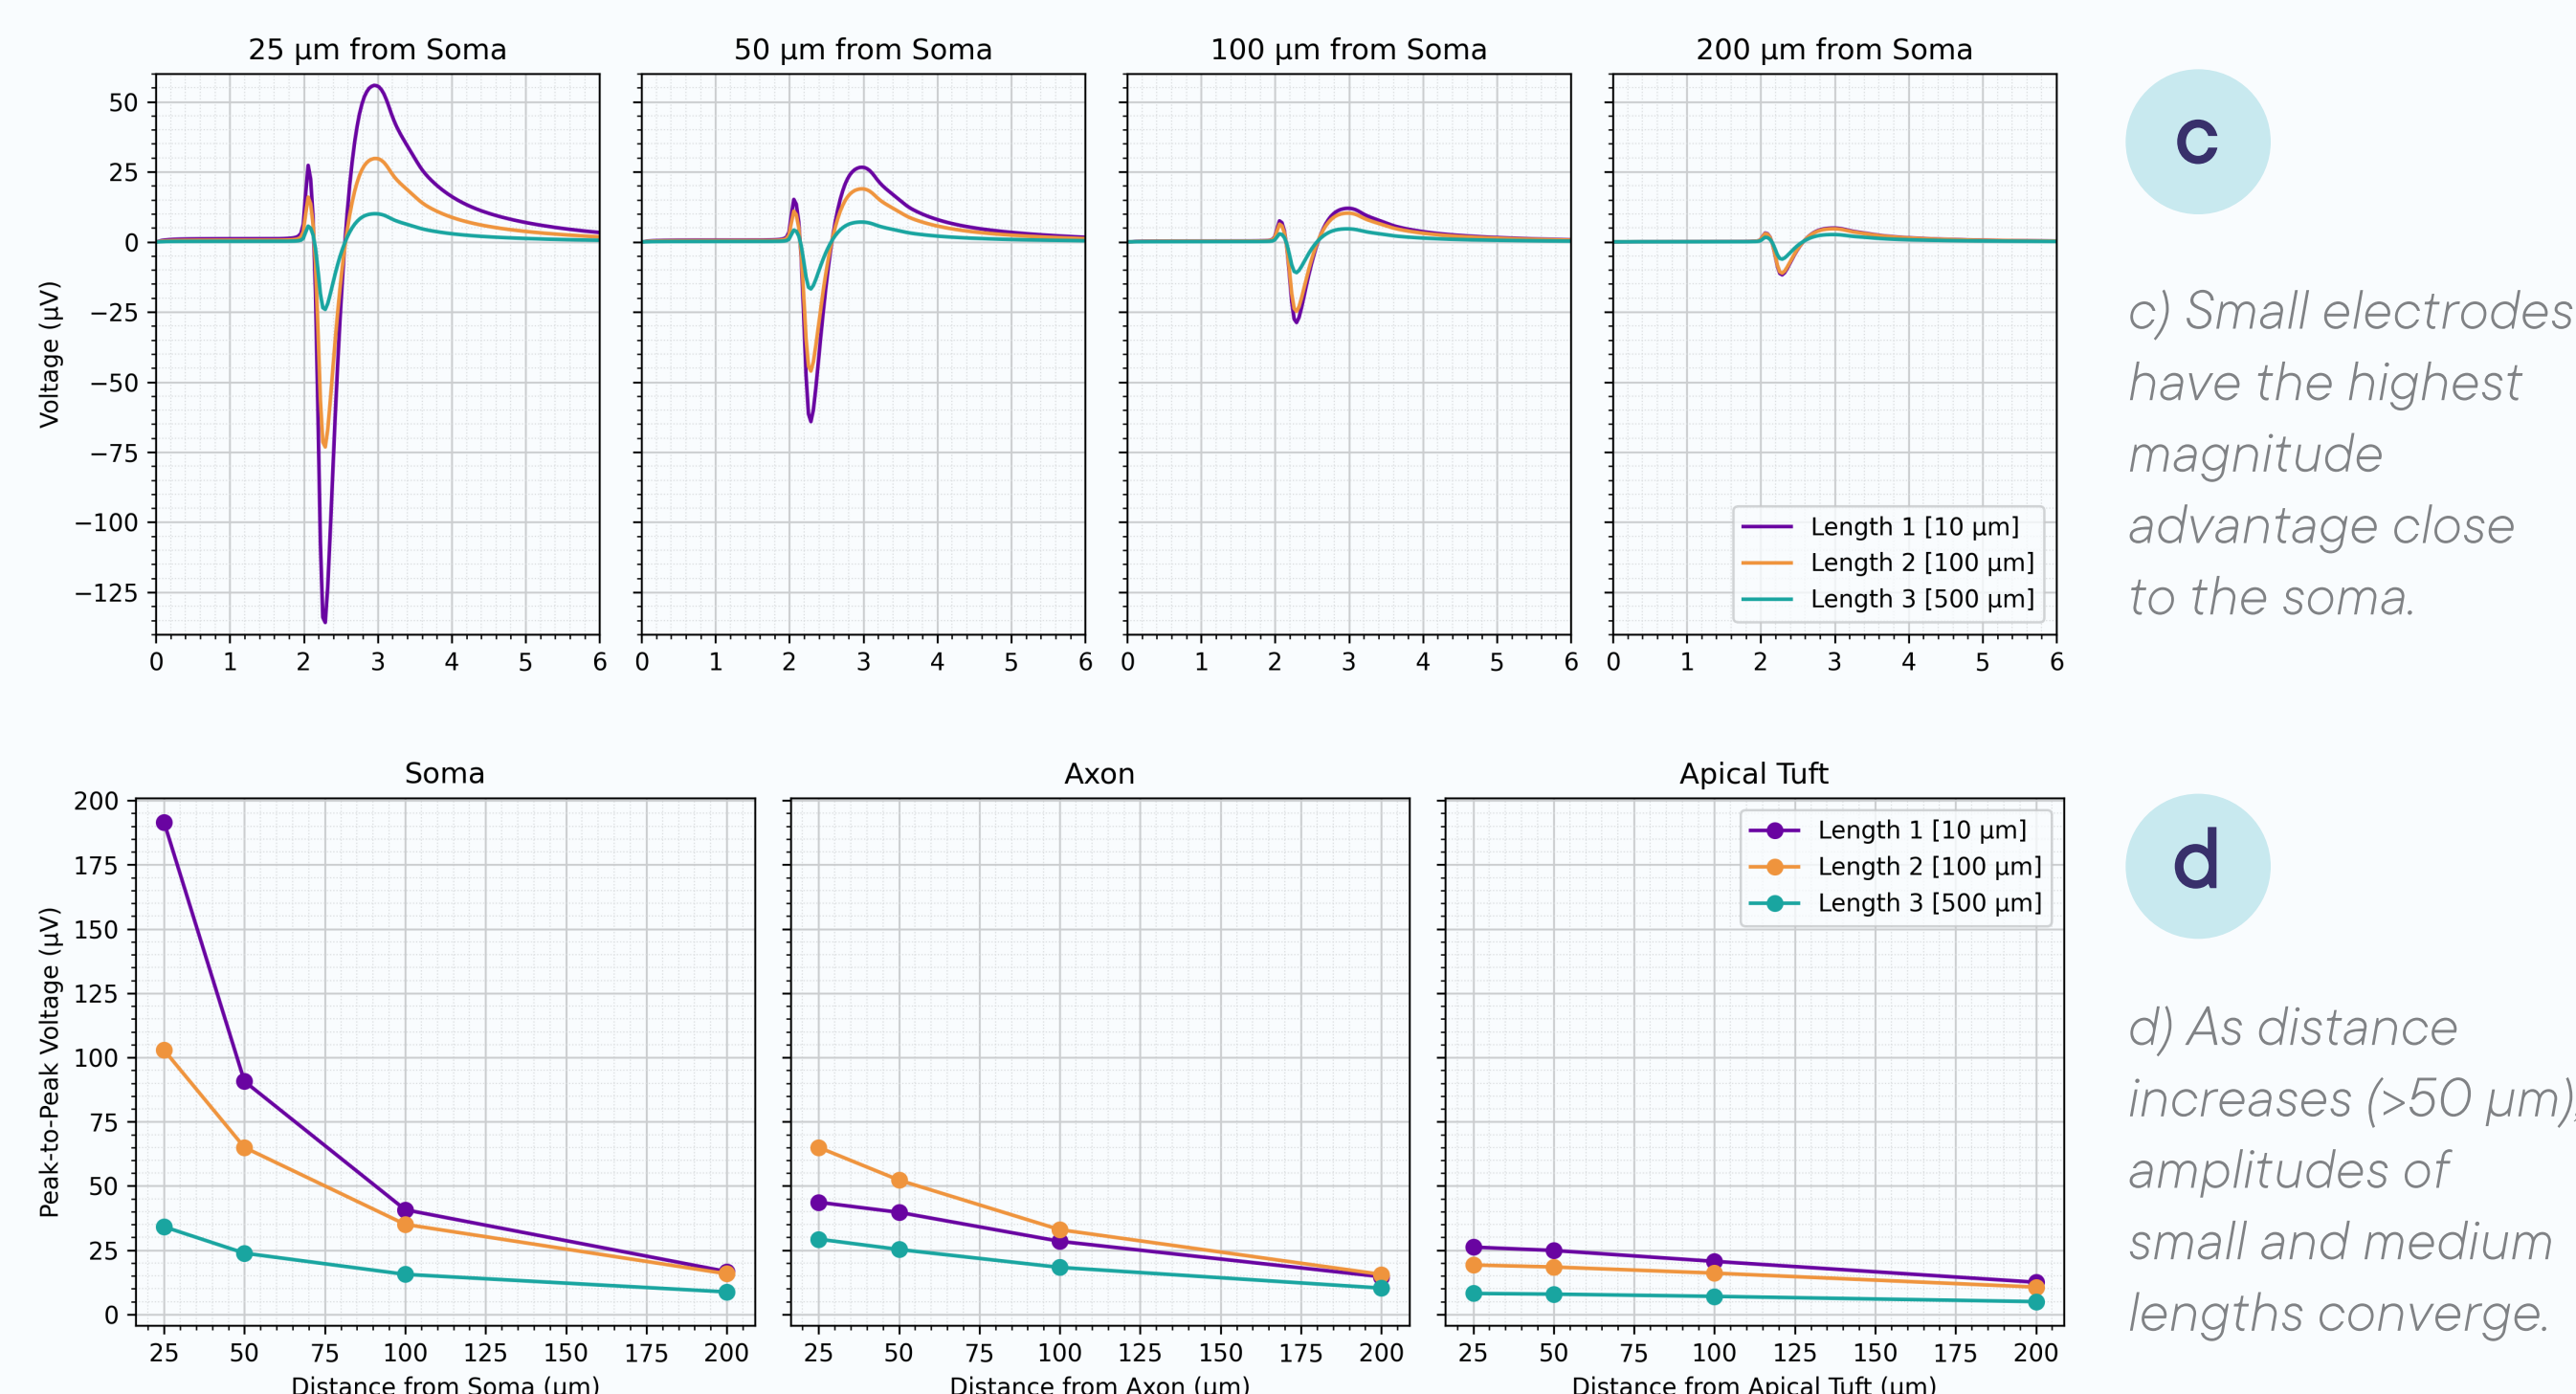 25 µm from Soma
50 µm from Soma
100 µm from Soma
200 µm from Soma
Voltage (µV)
50
25
0
−25
−50
−75
−100
−125
0 1 2 3 4 5 6
0 1 2 3 4 5 6
0 1 2 3 4 5 6
0 1 2 3 4 5 6
Length 1 [10 µm]
Length 2 [100 µm]
Length 3 [500 µm]
c
c) Small electrodes
have the highest
magnitude
advantage close
to the soma.
Soma
Axon
Apical Tuft
Peak-to-Peak Voltage (µV)
200
175
150
125
100
75
50
25
0
25 50 75 100 125 150 175 200
25 50 75 100 125 150 175 200
25 50 75 100 125 150 175 200
Distance from Soma (µm)
Distance from Axon (µm)
Distance from Apical Tuft (µm)
Length 1 [10 µm]
Length 2 [100 µm]
Length 3 [500 µm]
d
d) As distance
increases (>50 µm),
amplitudes of
small and medium
lengths converge.